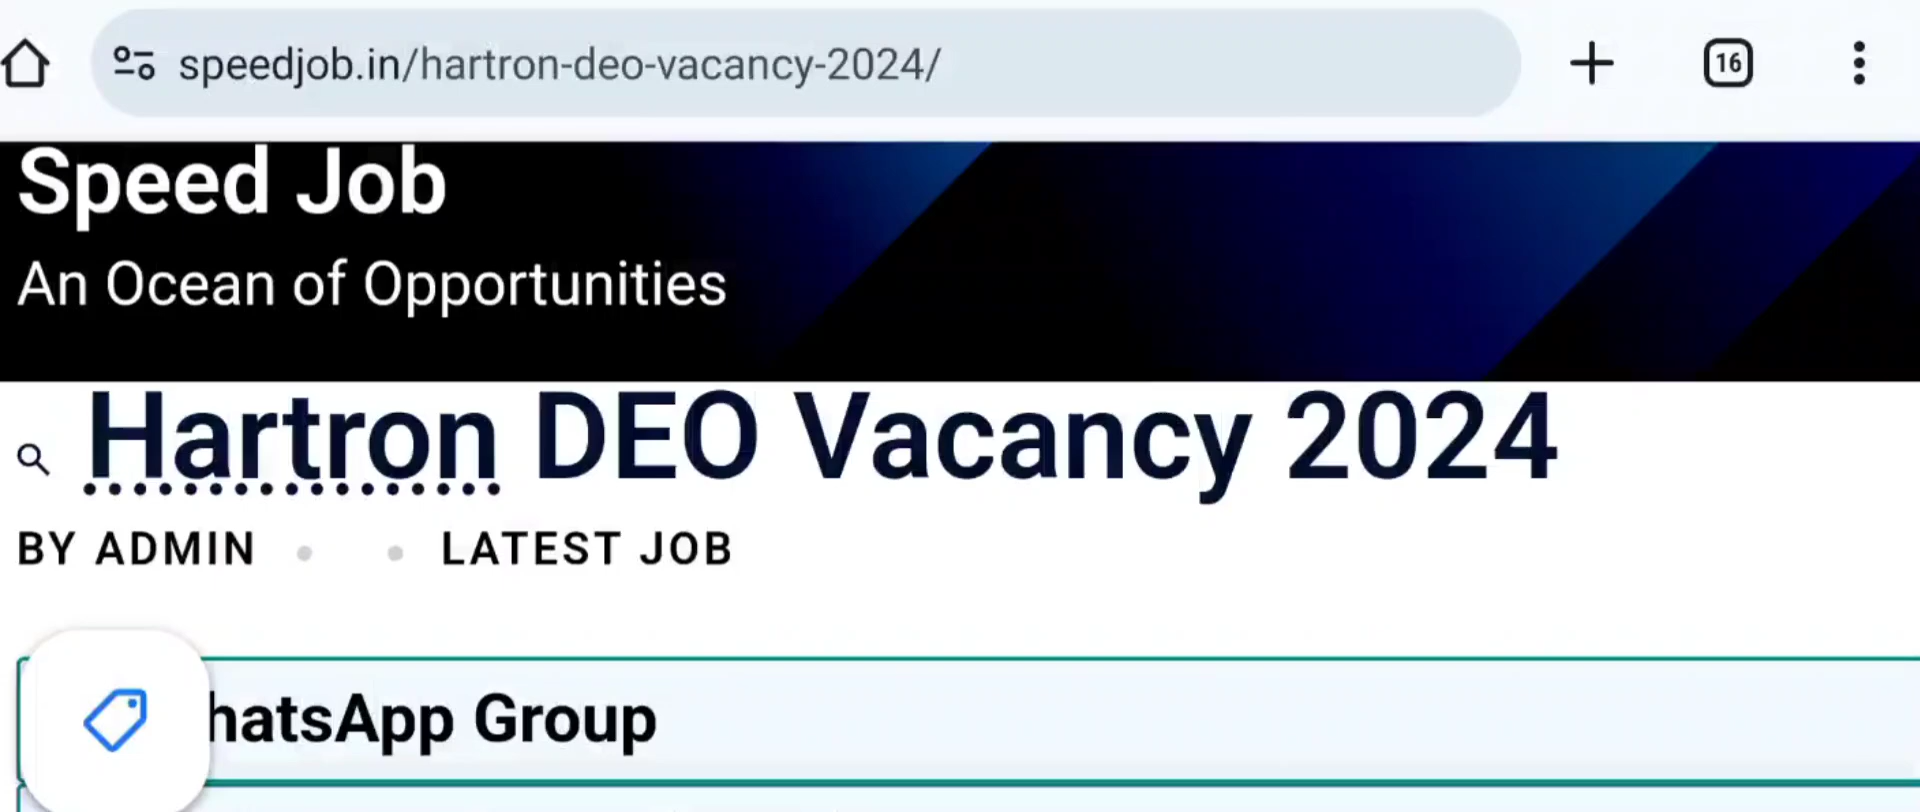 speedjob.in/hartron-deo-vacancy-2024/
16
Speed Job
An Ocean of Opportunities
Hartron DEO Vacancy 2024
BY ADMIN
LATEST JOB
hatsApp Group